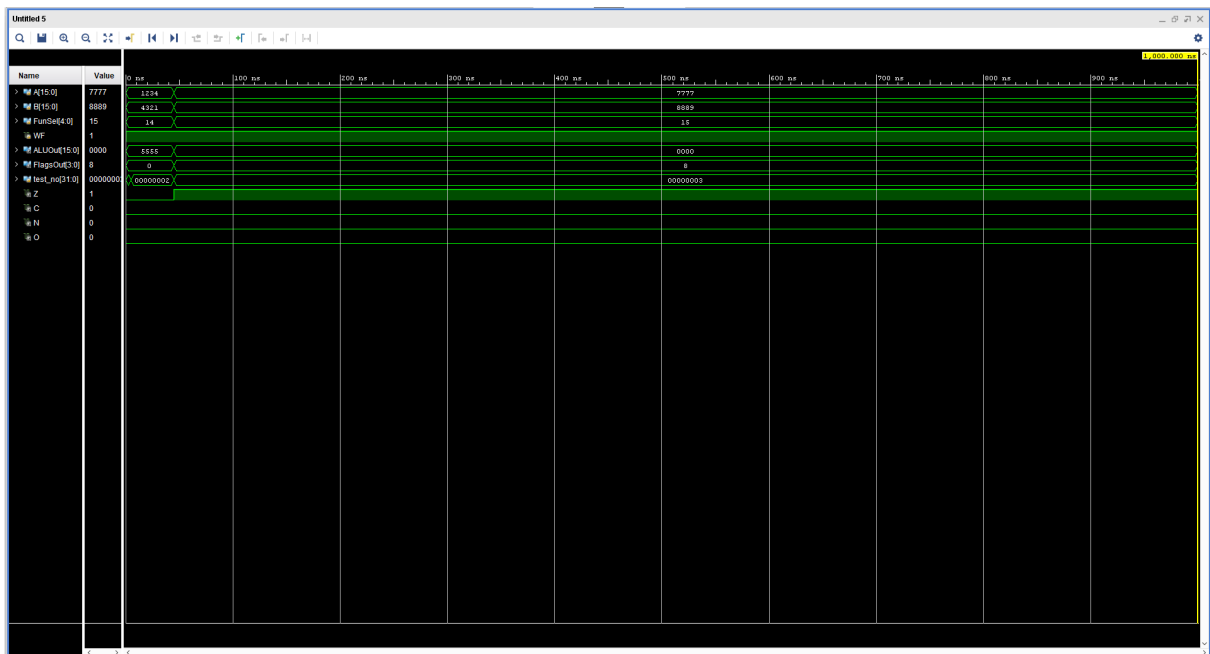 Untitled 5
1,000.000 ns
Name Value 0 ns 100 ns 200 ns 300 ns 400 ns 500 ns 600 ns 700 ns 800 ns 900 ns
A[15:0] 7777 1234 7777
B[15:0] 8889 4321 8889
FunSel[4:0] 15 14 15
WF 1
ALUOut[15:0] 0000 5555 0000
FlagsOut[3:0] 8 0 8
test_no[31:0] 0000000 00000002 00000003
Z 1
C 0
N 0
O 0